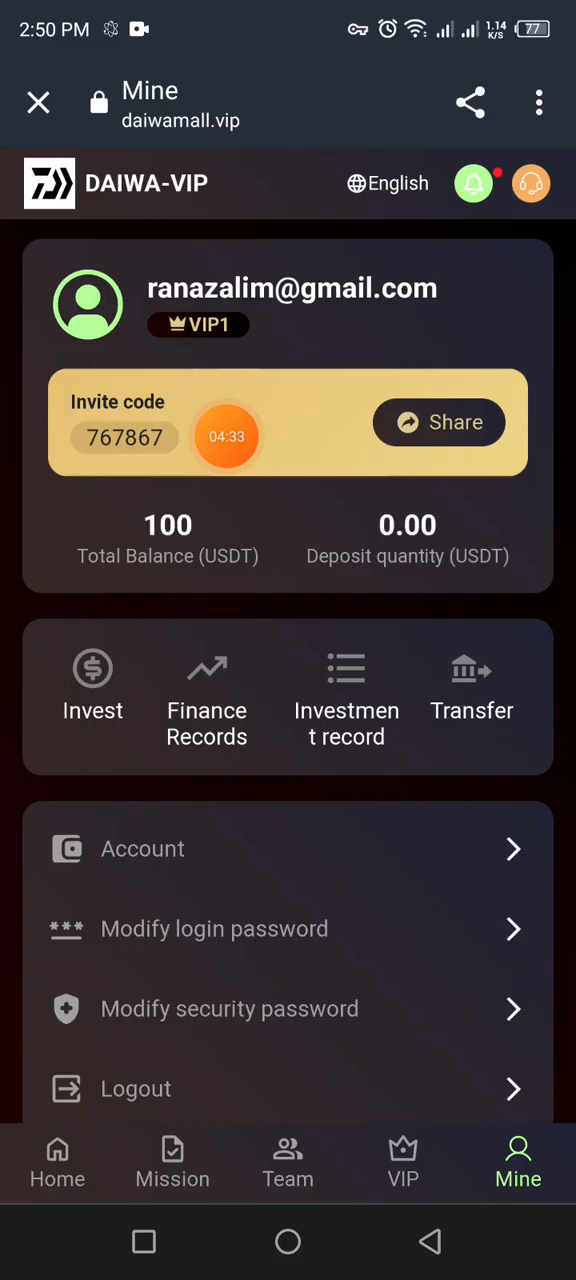 2:50 PM
1.14
K/S
77
Mine
daiwamall.vip
DAIWA-VIP
English
ranazalim@gmail.com
VIP1
Invite code
767867
04:33
Share
100
0.00
Total Balance (USDT)
Deposit quantity (USDT)
Invest
Finance
Records
Investmen
t record
Transfer
Account
***
Modify login password
Modify security password
Logout
Home
Mission
Team
VIP
Mine